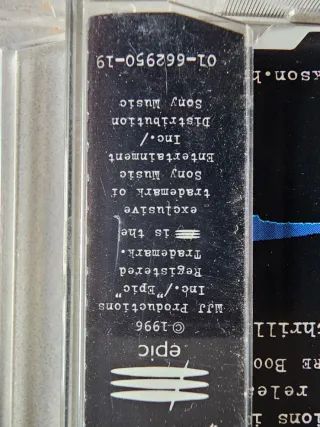 epic
© 1996
MJJ Productions
Inc./"Epic"
Registered
Trademark.
is the
exclusive
trademark of
Sony Music
Entertainment
Inc./
Distribution
Sony Music
01-662950-19